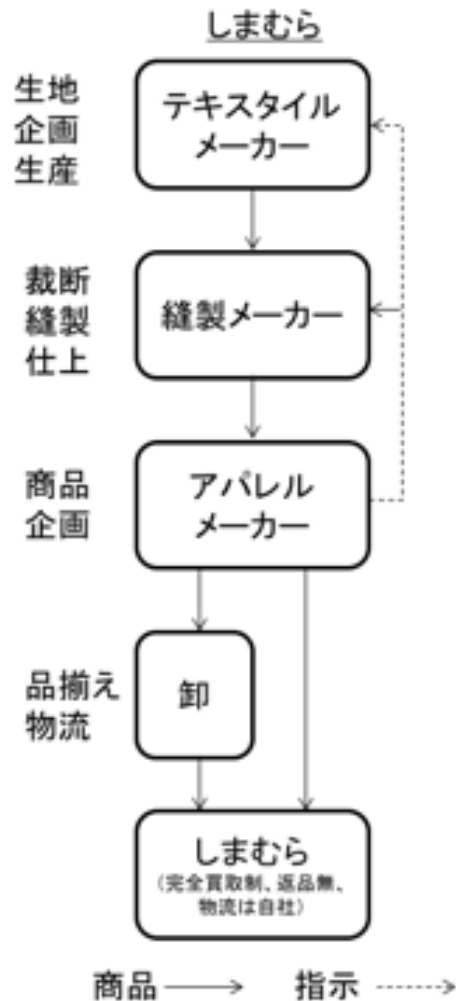 しまむら
生地
企画
生産
テキスタイル
メーカー
裁断
縫製
仕上
縫製メーカー
商品
企画
アパレル
メーカー
品揃え
物流
卸
しまむら
(完全買取制、返品無、
物流は自社)
商品
指示